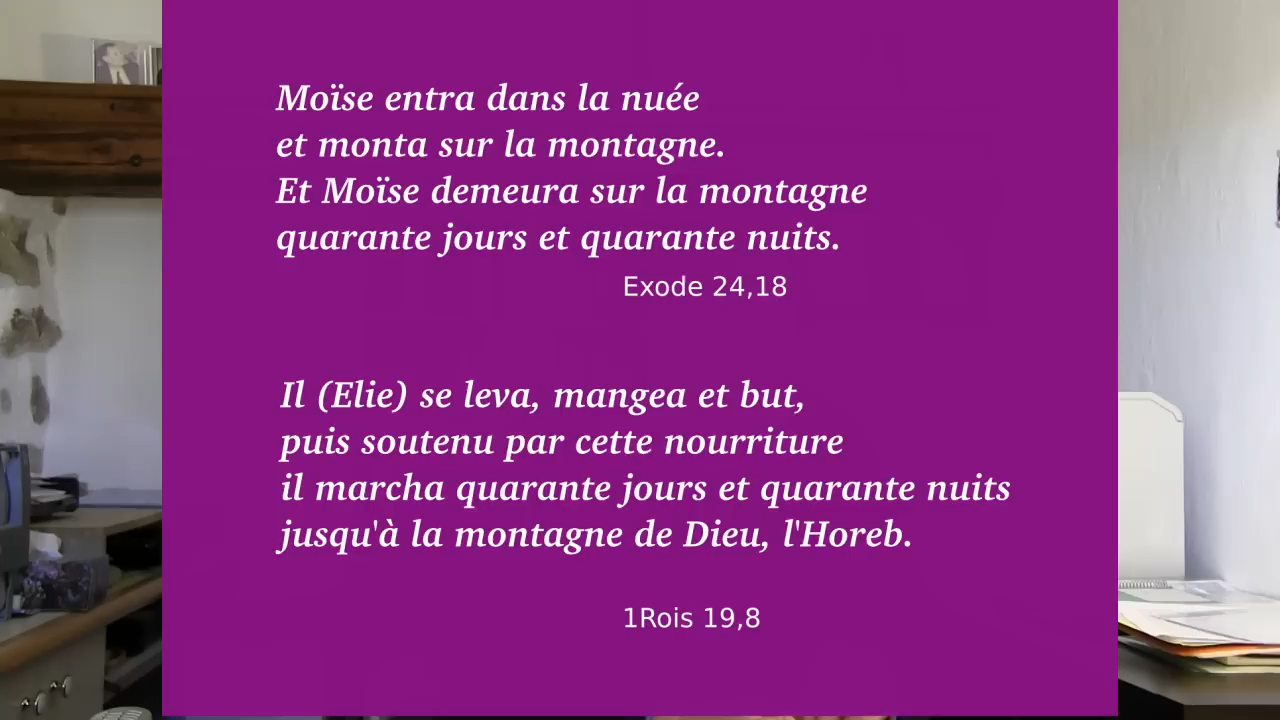 Moïse entra dans la nuée
et monta sur la montagne.
Et Moïse demeura sur la montagne
quarante jours et quarante nuits.
Exode 24,18
Il (Elie) se leva, mangea et but,
puis soutenu par cette nourriture
il marcha quarante jours et quarante nuits
jusqu'à la montagne de Dieu, l'Horeb.
1Rois 19,8